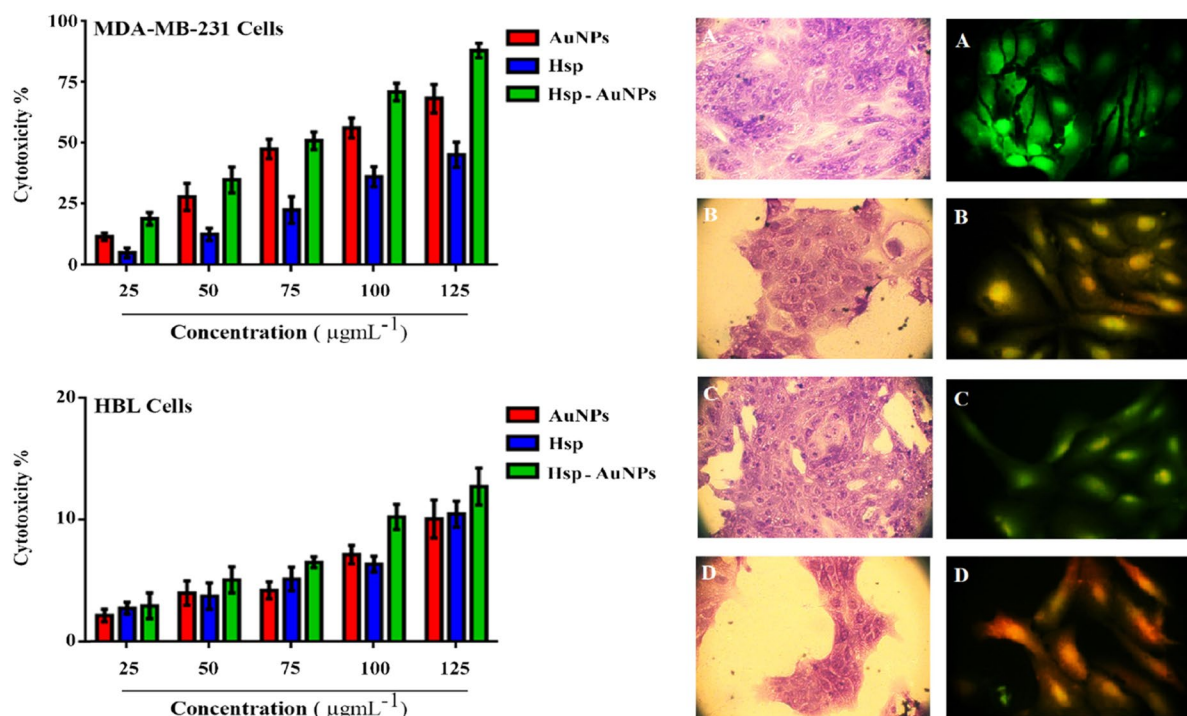 MDA-MB-231 Cells
AuNPs
Hsp
Hsp-AuNPs
Cytotoxicity %
100
75
50
25
0
25 50 75 100 125
Concentration ( µgmL-1)
HBL Cells
AuNPs
Hsp
Hsp-AuNPs
Cytotoxicity %
20
10
0
25 50 75 100 125
Concentration ( µgmL-1)
A A
B B
C C
D D